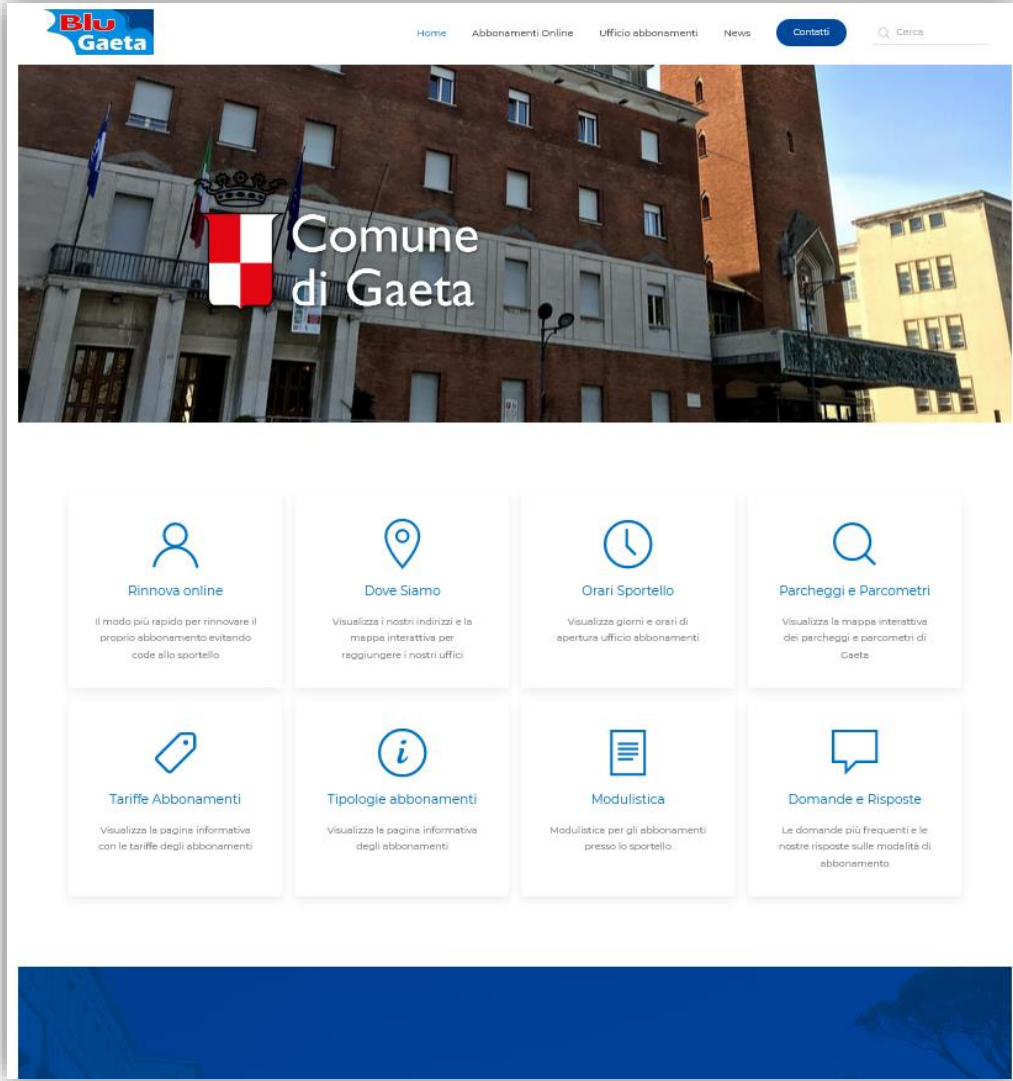 Blu
Gaeta
Home Abbonamenti Online Ufficio abbonamenti News Contatti Cerca
Comune
di Gaeta
Rinnova online
Il modo più rapido per rinnovare il
proprio abbonamento evitando
code allo sportello
Dove Siamo
Visualizza i nostri indirizzi e la
mappa interattiva per
raggiungere i nostri uffici
Orari Sportello
Visualizza giorni e orari di
apertura ufficio abbonamenti
Parcheggi e Parcometri
Visualizza la mappa interattiva
dei parcheggi e parcometri di
Gaeta
Tariffe Abbonamenti
Visualizza la pagina informativa
con le tariffe degli abbonamenti
Tipologie abbonamenti
Visualizza la pagina informativa
degli abbonamenti
Modulistica
Modulistica per gli abbonamenti
presso lo sportello
Domande e Risposte
Le domande più frequenti e le
nostre risposte sulle modalità di
abbonamento